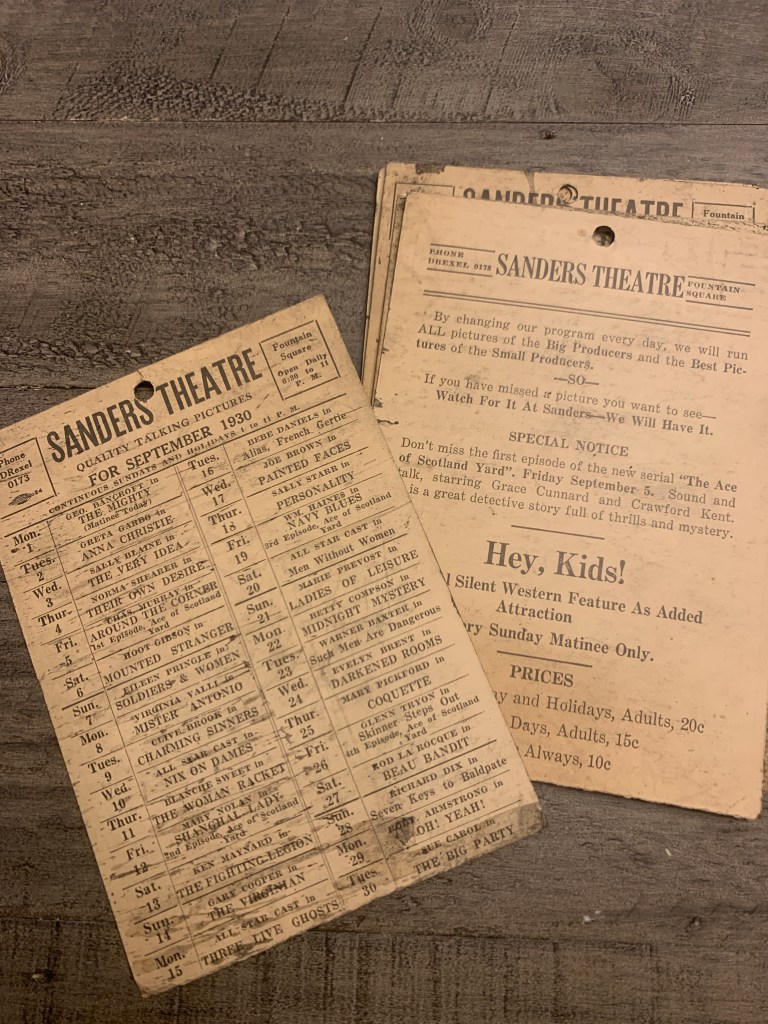 Phone
DRexel
0173
SANDERS THEATRE
QUALITY TALKING PICTURES
FOR SEPTEMBER 1930
CONTINUOUS SUNDAYS AND HOLIDAYS 1 to 11 P. M.
Fountain
Square
Open Daily
6:30 to 11
P. M.
Mon.
1
GEO. BANCROFT in
THE MIGHTY
(Matinee Today)
Tues.
2
GRETA GARBO in
ANNA CHRISTIE
Wed.
3
SALLY BLAINE in
THE VERY IDEA
Thur.
4
NORMA SHEARER in
THEIR OWN DESIRE
Fri.
5
CHAS. MURRAY in
AROUND THE CORNER
1st Episode, Ace of Scotland
Yard
Sat.
6
HOOT GIBSON in
MOUNTED STRANGER
Sun.
7
EILEEN PRINGLE in
SOLDIERS & WOMEN
Mon.
8
VIRGINIA VALLI in
MISTER ANTONIO
Tues.
9
CLIVE BROOK in
CHARMING SINNERS
Wed.
10
ALL STAR CAST in
NIX ON DAMES
Thur.
11
BLANCHE SWEET in
THE WOMAN RACKET
Fri.
12
MARY NOLAN in
SHANGHAI LADY
2nd Episode, Ace of Scotland
Yard
Sat.
13
KEN MAYNARD in
THE FIGHTING LEGION
Sun.
14
GARY COOPER in
THE VIRGINIAN
Mon.
15
ALL STAR CAST in
THREE LIVE GHOSTS
Tues.
16
BEBE DANIELS in
Alias, French Gertie
Wed.
17
JOE BROWN in
PAINTED FACES
Thur.
18
SALLY STARR in
PERSONALITY
Fri.
19
WM. HAINES in
NAVY BLUES
3rd Episode, Ace of Scotland
Yard
Sat.
20
ALL STAR CAST in
Men Without Women
Sun.
21
MARIE PREVOST in
LADIES OF LEISURE
Mon
22
BETTY COMPSON in
MIDNIGHT MYSTERY
Tues.
23
WARNER BAXTER in
Such Men Are Dangerous
Wed.
24
EVELYN BRENT in
DARKENED ROOMS
Thur.
25
MARY PICKFORD in
COQUETTE
Fri.
26
GLENN TRYON in
Skinner Steps Out
4th Episode, Ace of Scotland
Yard
Sat.
27
ROD LA ROCQUE in
BEAU BANDIT
Sun.
28
RICHARD DIX in
Seven Keys to Baldpate
Mon.
29
ARMSTRONG in
OH! YEAH!
Tues
30
SUE CAROL in
THE BIG PARTY
SANDERS THEATRE
Fountain
PHONE
DREXEL 0173
SANDERS THEATRE
FOUNTAIN
SQUARE
By changing our program every day, we will run
ALL pictures of the Big Producers and the Best Pic-
tures of the Small Producers.
—SO—
If you have missed a picture you want to see—
Watch For It At Sanders—We Will Have It.
SPECIAL NOTICE
Don't miss the first episode of the new serial "The Ace
of Scotland Yard". Friday September 5. Sound and
talk, starring Grace Cunnard and Crawford Kent.
is a great detective story full of thrills and mystery.
Hey, Kids!
Silent Western Feature As Added
Attraction
ry Sunday Matinee Only.
PRICES
ay and Holidays, Adults, 20c
Days, Adults, 15c
Always, 10c